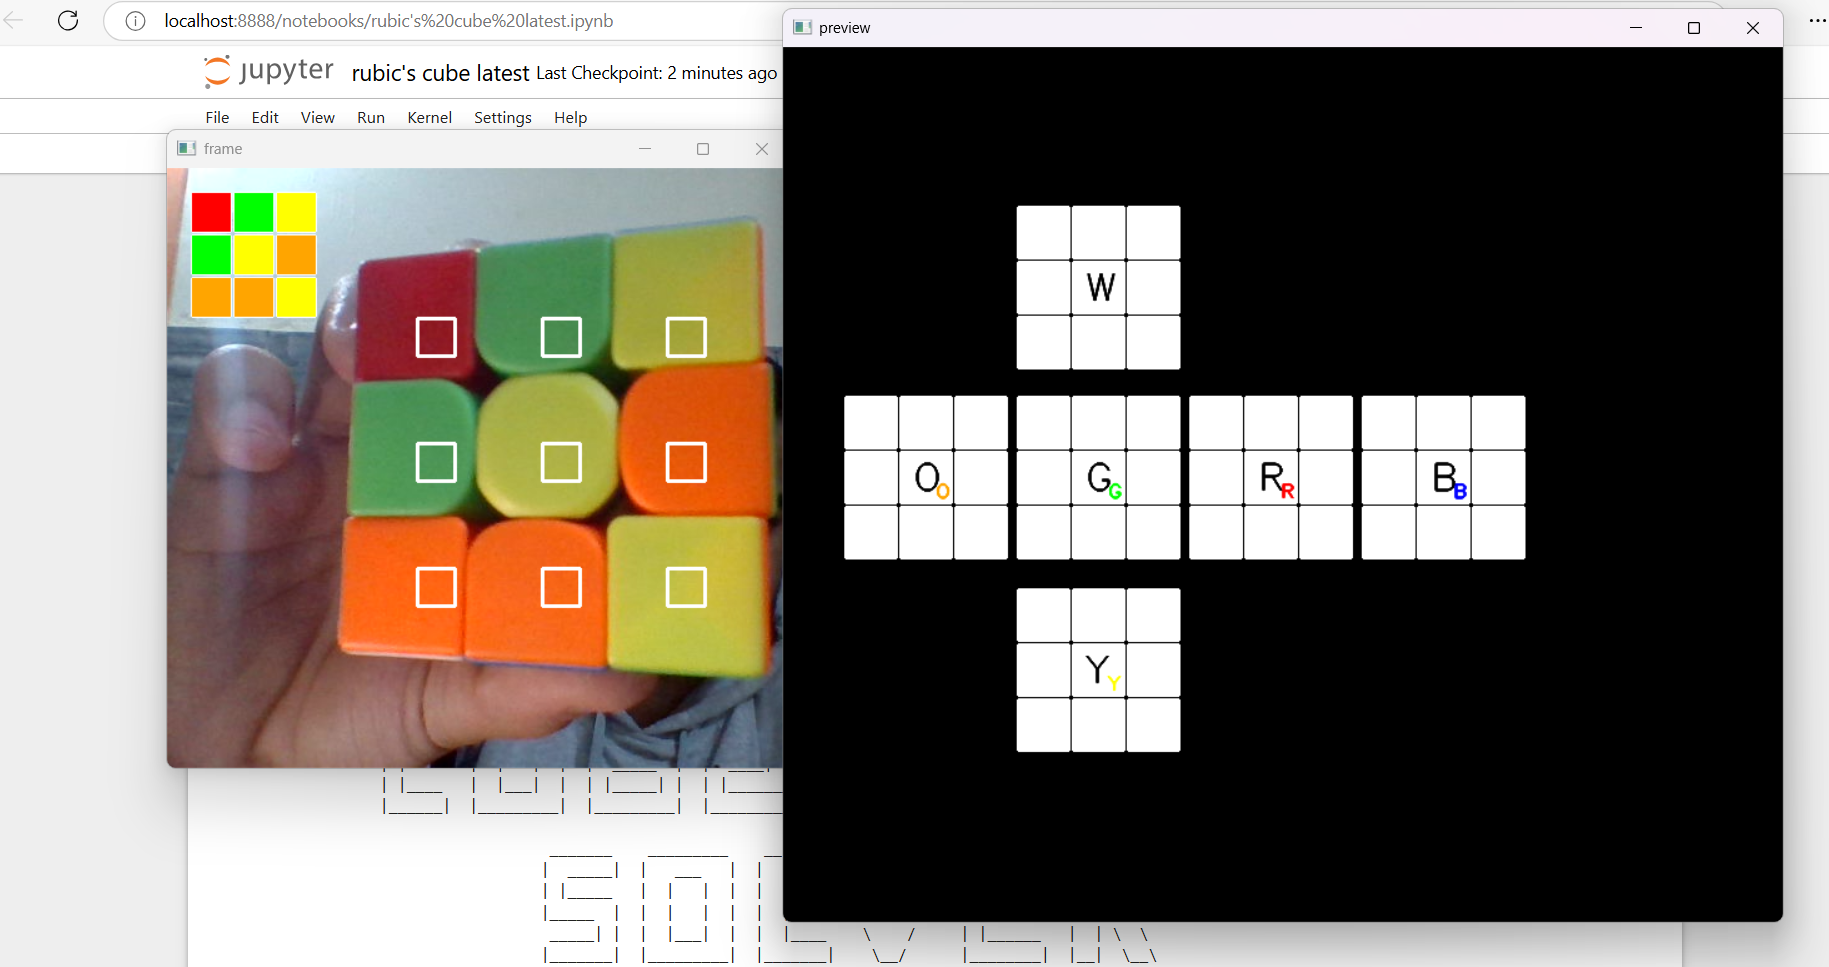 localhost:8888/notebooks/rubic's%20cube%20latest.ipynb
jupyter rubic's cube latest Last Checkpoint: 2 minutes ago
File Edit View Run Kernel Settings Help
frame
preview
W
O O G G R R B B
Y Y